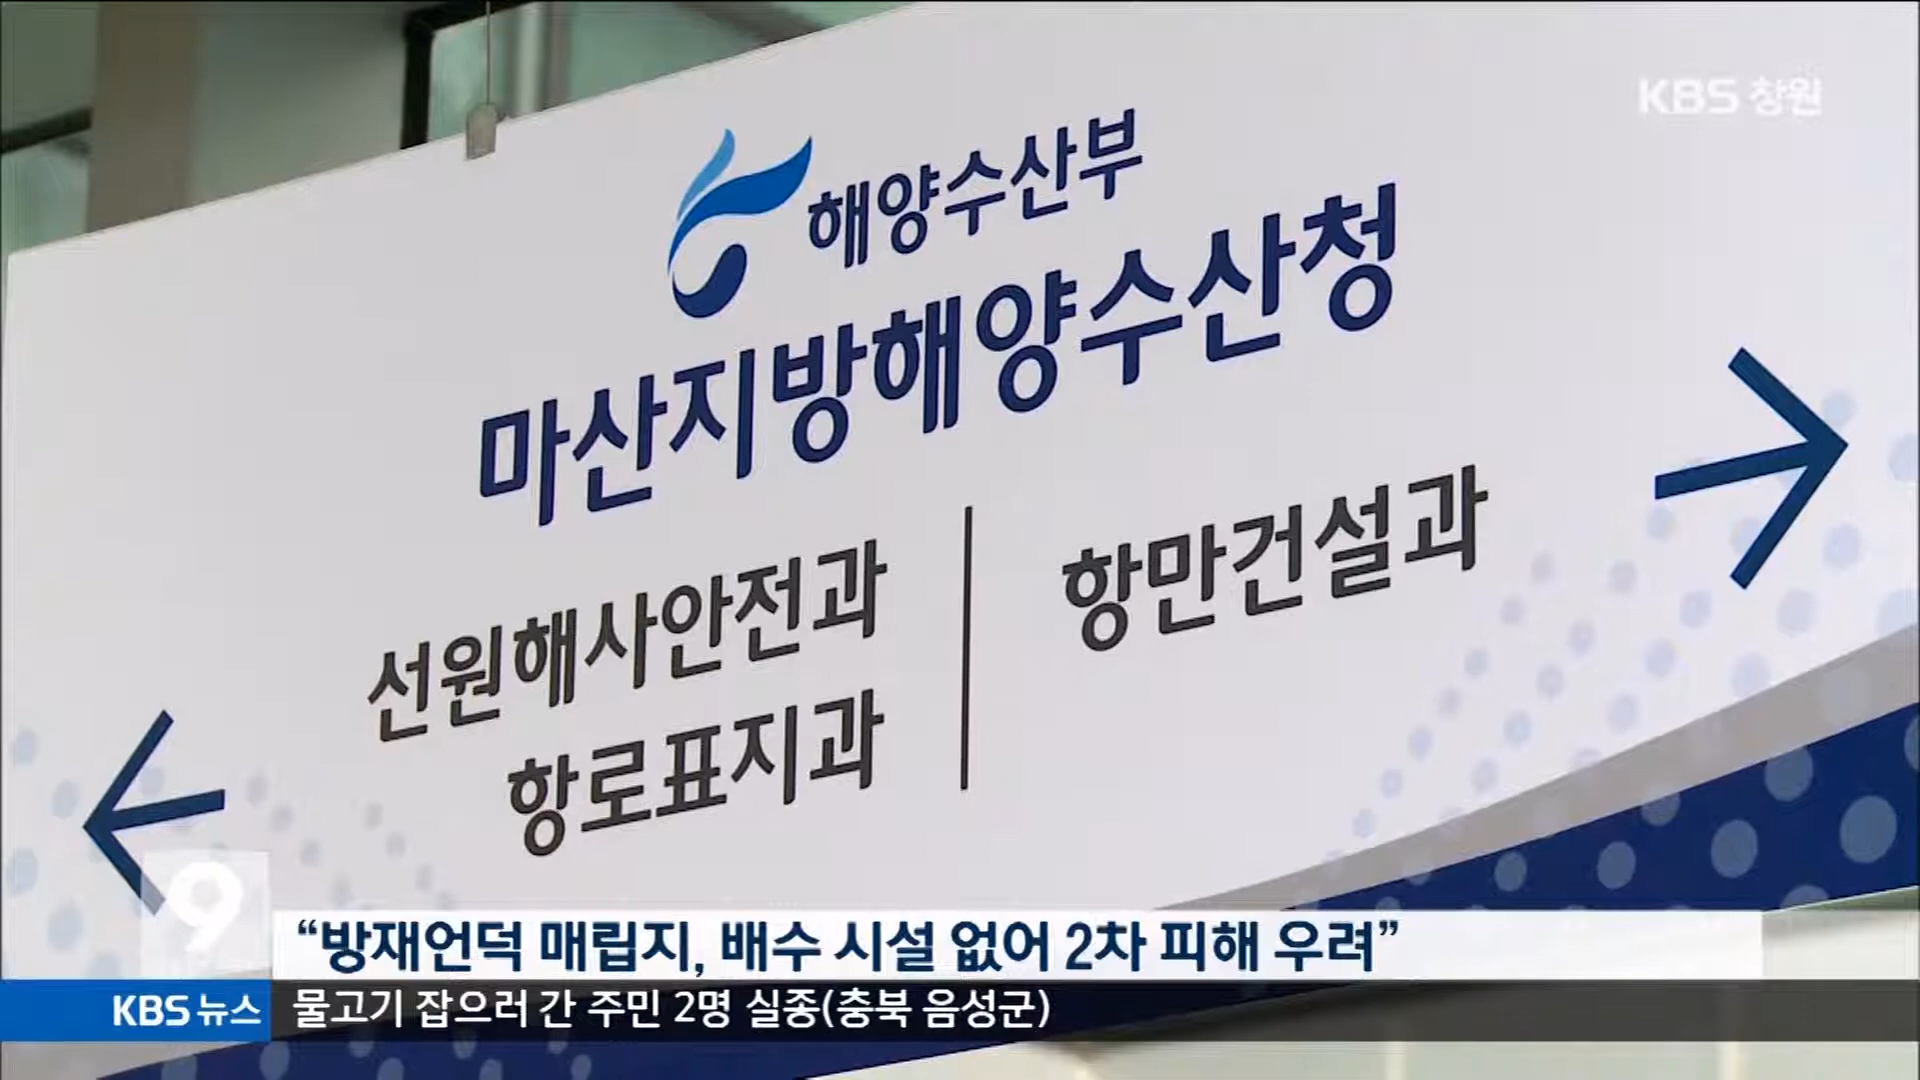 KBS 창원
해양수산부
마산지방해양수산청
선원해사안전과
항로표지과
항만건설과
9
“방재언덕 매립지, 배수 시설 없어 2차 피해 우려”
KBS 뉴스
물고기 잡으러 간 주민 2명 실종(충북 음성군)